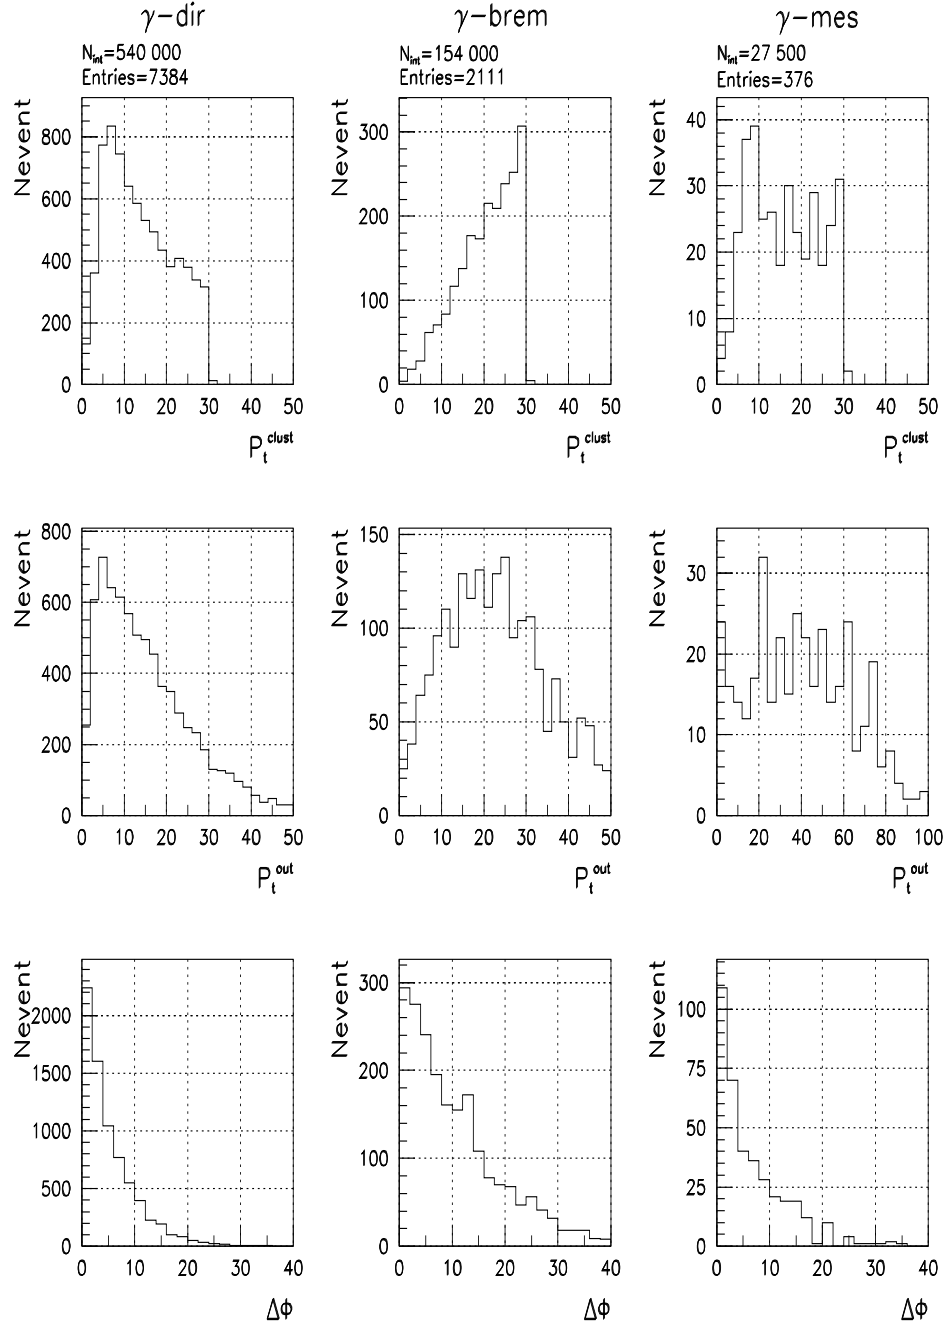 γ-dir γ-brem γ-mes
N_int=540 000 N_int=154 000 N_int=27 500
Entries=7384 Entries=2111 Entries=376
Nevent Nevent Nevent
800 300 40
600 200 30
400 100 20
200 0 10
0 0
0 10 20 30 40 50 0 10 20 30 40 50 0 10 20 30 40 50
P_t^clust P_t^clust P_t^clust
Nevent Nevent Nevent
800 150 30
600 100 20
400 50 10
200 0 0
0
0 10 20 30 40 50 0 10 20 30 40 50 0 20 40 60 80 100
P_t^out P_t^out P_t^out
Nevent Nevent Nevent
2000 300 100
1500 200 75
1000 100 50
500 0 25
0 0
0 10 20 30 40 0 10 20 30 40 0 10 20 30 40
Δϕ Δϕ Δϕ